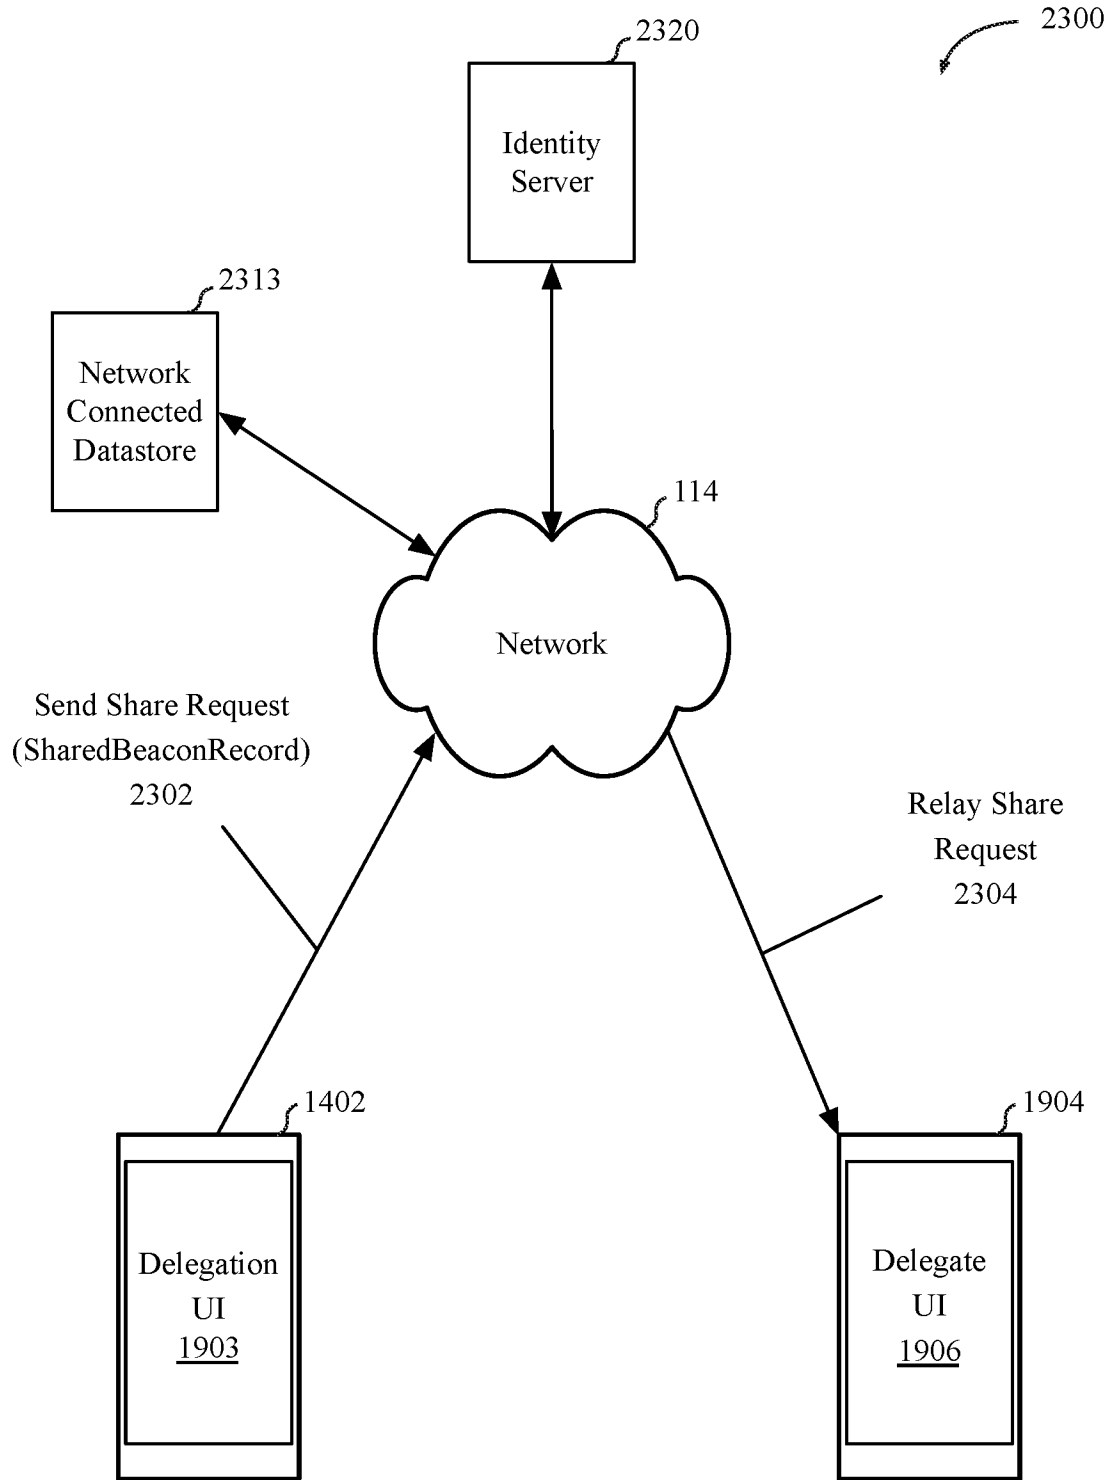 2300
2320
Identity
Server
2313
Network
Connected
Datastore
114
Network
Send Share Request
(SharedBeaconRecord)
2302
Relay Share
Request
2304
1402
Delegation
UI
1903
1904
Delegate
UI
1906